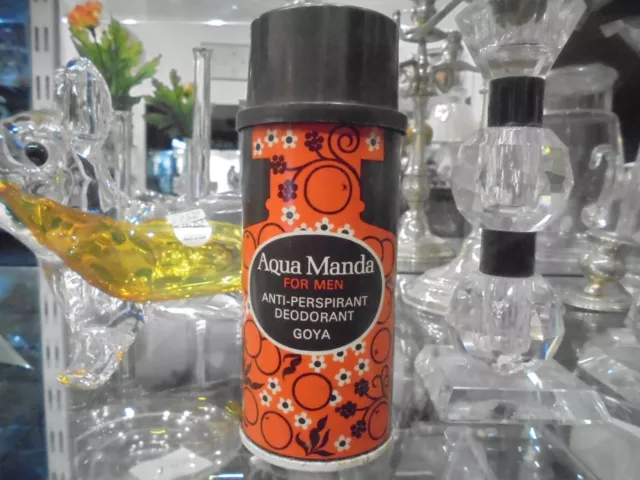 Aqua Manda
FOR MEN
ANTI-PERSPIRANT
DEODORANT
GOYA